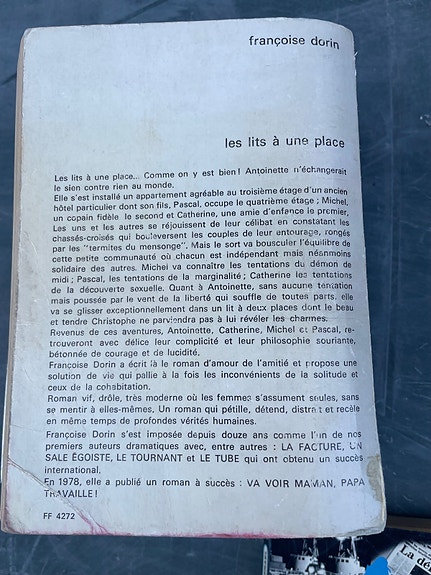 françoise dorin
les lits à une place
Les lits à une place... Comme on y est bien ! Antoinette n'échangerait
le sien contre rien au monde.
Elle s'est installé un appartement agréable au troisième étage d'un ancien
hôtel particulier dont son fils, Pascal, occupe le quatrième étage ; Michel,
un copain fidèle le second et Catherine, une amie d'enfance le premier.
Les uns et les autres se réjouissent de leur célibat en constatant les
chassés-croisés qui bouleversent les couples de leur entourage, rongés
par les "termites du mensonge". Mais le sort va bousculer l'équilibre de
cette petite communauté où chacun est indépendant mais néanmoins
solidaire des autres. Michel va connaître les tentations du démon de
midi ; Pascal, les tentations de la marginalité ; Catherine les tentations
de la découverte sexuelle. Quant à Antoinette, sans aucune tentation
mais poussée par le vent de la liberté qui souffle de toutes parts, elle
va se glisser exceptionnellement dans un lit à deux places dont le beau
et tendre Christophe ne parviendra pas à lui révéler les charmes.
Revenus de ces aventures, Antoinette, Catherine, Michel et Pascal, re-
trouveront avec délice leur complicité et leur philosophie souriante,
bétonnée de courage et de lucidité.
Françoise Dorin a écrit là le roman d'amour de l'amitié et propose une
solution de vie qui pallie à la fois les inconvénients de la solitude et
ceux de la cohabitation.
Roman vif, drôle, très moderne où les femmes s'assument seules, sans
se mentir à elles-mêmes. Un roman qui pétille, détend, distrait et recèle
en même temps de profondes vérités humaines.
Françoise Dorin s'est imposée depuis douze ans comme l'un de nos
premiers auteurs dramatiques avec, entre autres : LA FACTURE, UN
SALE ÉGOISTE, LE TOURNANT et LE TUBE qui ont obtenu un succès
international.
En 1978, elle a publié un roman à succès : VA VOIR MAMAN, PAPA
TRAVAILLE !
FF 4272
La dé